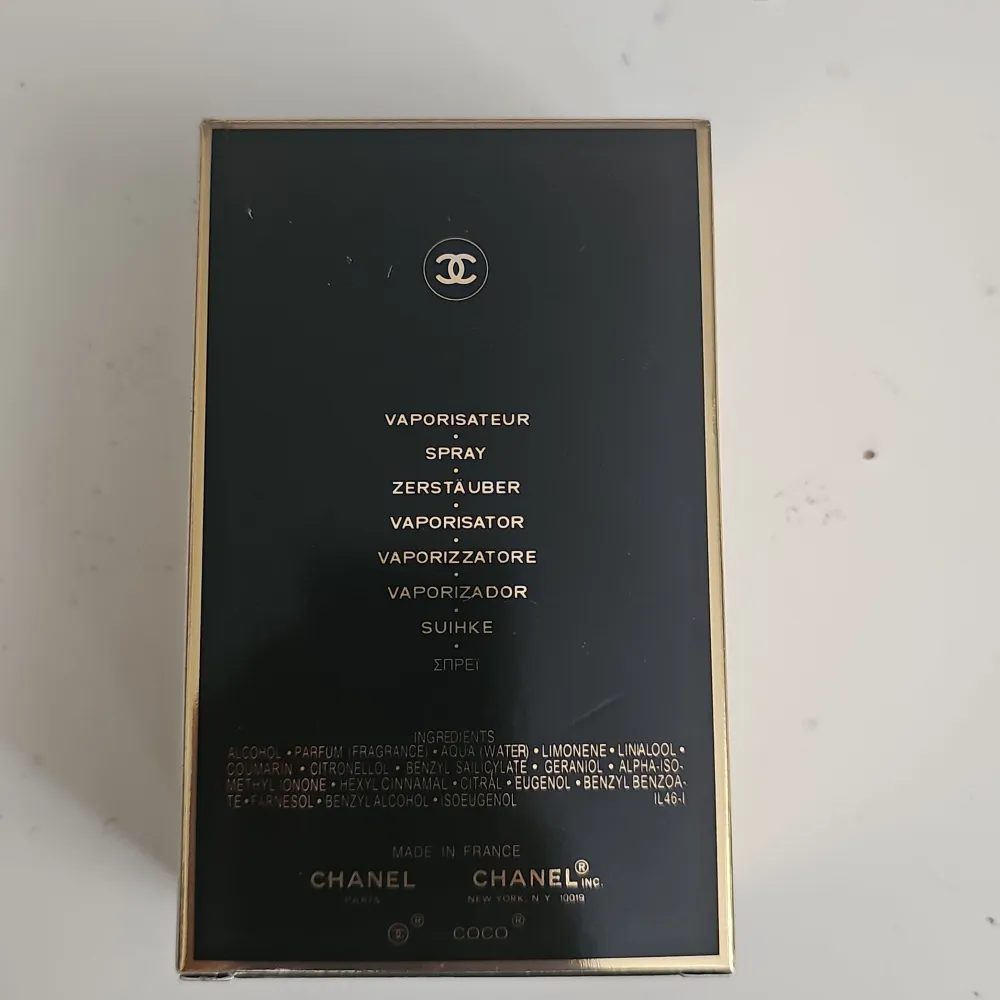 VAPORISATEUR
•
SPRAY
•
ZERSTÄUBER
•
VAPORISATOR
•
VAPORIZZATORE
•
VAPORIZADOR
•
SUIHKE
•
ΣΠΡΕΪ
INGREDIENTS
ALCOHOL • PARFUM (FRAGRANCE) • AQUA (WATER) • LIMONENE • LINALOOL •
COUMARIN • CITRONELLOL • BENZYL SALICYLATE • GERANIOL • ALPHA-ISO-
METHYL IONONE • HEXYL CINNAMAL • CITRAL • EUGENOL • BENZYL BENZOA-
TE • FARNESOL • BENZYL ALCOHOL • ISOEUGENOL IL46-I
MADE IN FRANCE
CHANEL CHANEL® INC.
PARIS NEW YORK, N.Y. 10019
® COCO®